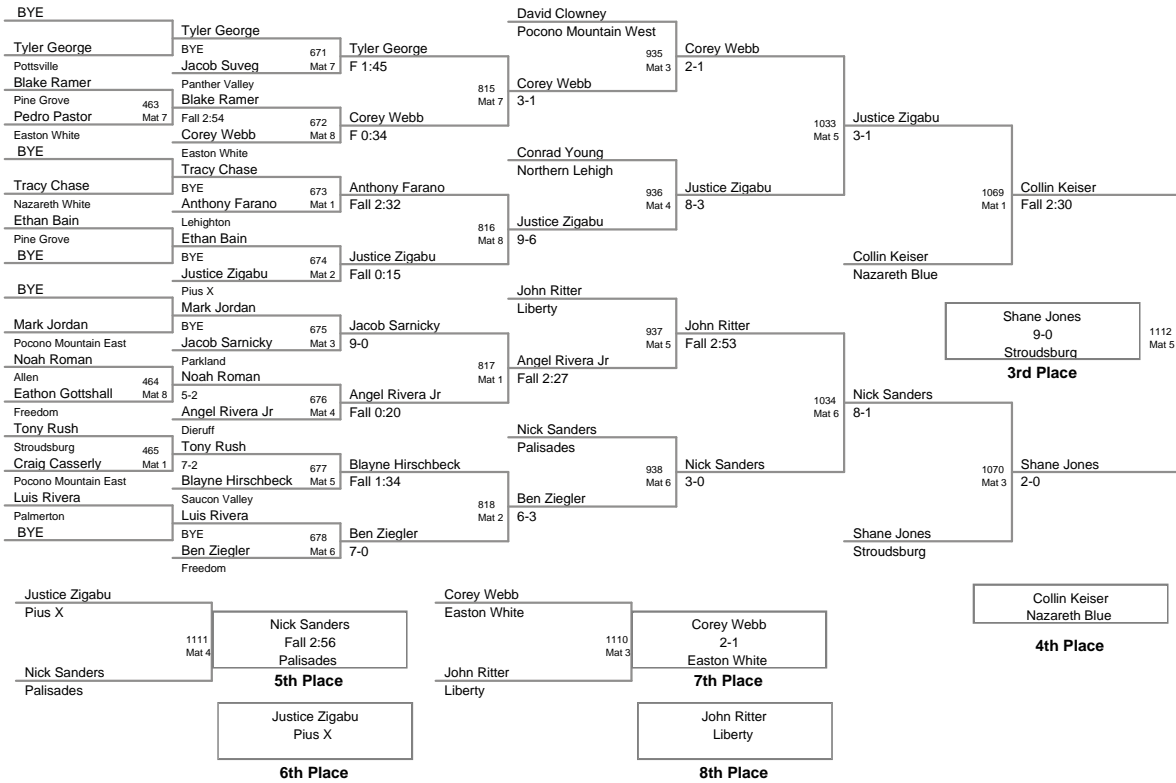 BYE
Tyler George
Pottsville
Blake Ramer
Pine Grove
463
Mat 7
Pedro Pastor
Easton White
BYE
Tracy Chase
Nazareth White
Ethan Bain
Pine Grove
BYE
BYE
Mark Jordan
Pocono Mountain East
Noah Roman
Allen
464
Mat 8
Eathon Gottshall
Freedom
Tony Rush
Stroudsburg
465
Mat 1
Craig Casserly
Pocono Mountain East
Luis Rivera
Palmerton
BYE
Tyler George
BYE
671
Mat 7
Jacob Suveg
Panther Valley
Blake Ramer
Fall 2:54
672
Mat 8
Corey Webb
Easton White
Tracy Chase
BYE
673
Mat 1
Anthony Farano
Lehighton
Ethan Bain
BYE
674
Mat 2
Justice Zigabu
Pius X
Mark Jordan
BYE
675
Mat 3
Jacob Sarnicky
Parkland
Noah Roman
5-2
676
Mat 4
Angel Rivera Jr
Dieruff
Tony Rush
7-2
677
Mat 5
Blayne Hirschbeck
Saucon Valley
Luis Rivera
BYE
678
Mat 6
Ben Ziegler
Freedom
Tyler George
F 1:45
815
Mat 7
Corey Webb
F 0:34
Anthony Farano
Fall 2:32
816
Mat 8
Justice Zigabu
Fall 0:15
Jacob Sarnicky
9-0
817
Mat 1
Angel Rivera Jr
Fall 0:20
Blayne Hirschbeck
Fall 1:34
818
Mat 2
Ben Ziegler
7-0
David Clowney
Pocono Mountain West
935
Mat 3
Corey Webb
3-1
Conrad Young
Northern Lehigh
936
Mat 4
Justice Zigabu
9-6
John Ritter
Liberty
937
Mat 5
Angel Rivera Jr
Fall 2:27
Nick Sanders
Palisades
938
Mat 6
Ben Ziegler
6-3
Corey Webb
2-1
1033
Mat 5
Justice Zigabu
8-3
John Ritter
Fall 2:53
1034
Mat 6
Nick Sanders
3-0
Justice Zigabu
3-1
1069
Mat 1
Collin Keiser
Nazareth Blue
Nick Sanders
8-1
1070
Mat 3
Shane Jones
Stroudsburg
Collin Keiser
Fall 2:30
Shane Jones
9-0
Stroudsburg
1112
Mat 5
3rd Place
Shane Jones
2-0
Collin Keiser
Nazareth Blue
4th Place
Justice Zigabu
Pius X
1111
Mat 4
Nick Sanders
Palisades
Nick Sanders
Fall 2:56
Palisades
5th Place
Justice Zigabu
Pius X
6th Place
Corey Webb
Easton White
1110
Mat 3
John Ritter
Liberty
Corey Webb
2-1
Easton White
7th Place
John Ritter
Liberty
8th Place